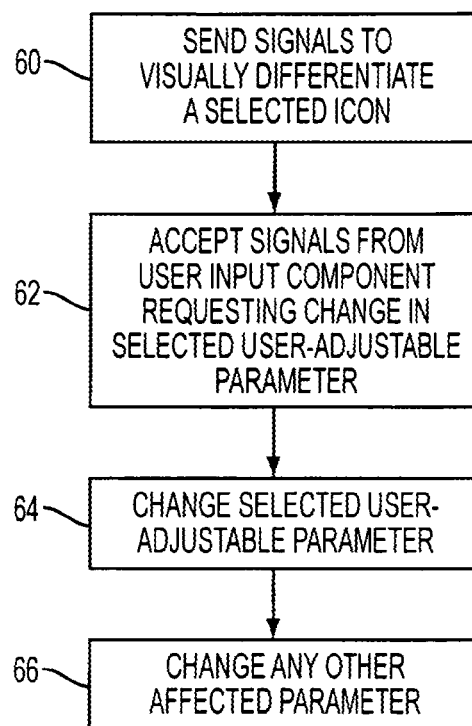 60
SEND SIGNALS TO
VISUALLY DIFFERENTIATE
A SELECTED ICON
62
ACCEPT SIGNALS FROM
USER INPUT COMPONENT
REQUESTING CHANGE IN
SELECTED USER-ADJUSTABLE
PARAMETER
64
CHANGE SELECTED USER-
ADJUSTABLE PARAMETER
66
CHANGE ANY OTHER
AFFECTED PARAMETER